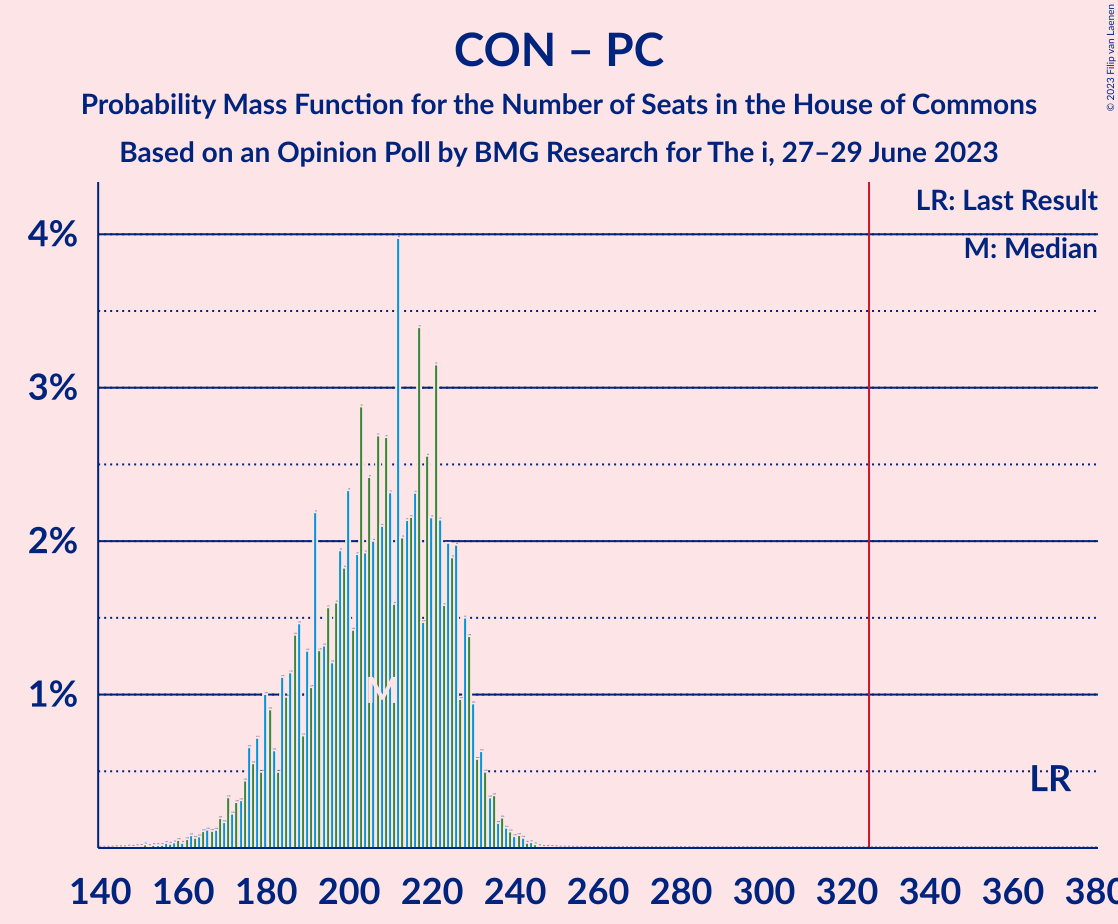 CON – PC
Probability Mass Function for the Number of Seats in the House of Commons
Based on an Opinion Poll by BMG Research for The i, 27–29 June 2023
© 2023 Filip van Laenen
LR: Last Result
M: Median
4%
3%
2%
1%
M
LR
140 160 180 200 220 240 260 280 300 320 340 360 380